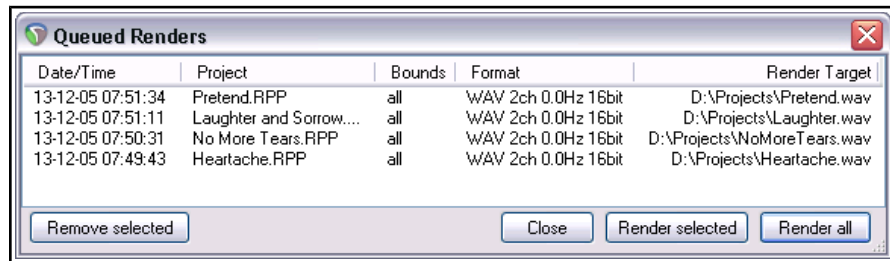 Queued Renders
Date/Time Project Bounds Format Render Target
13-12-05 07:51:34 Pretend.RPP all WAV 2ch 0.0Hz 16bit D:\Projects\Pretend.wav
13-12-05 07:51:11 Laughter and Sorrow.... all WAV 2ch 0.0Hz 16bit D:\Projects\Laughter.wav
13-12-05 07:50:31 No More Tears.RPP all WAV 2ch 0.0Hz 16bit D:\Projects\NoMoreTears.wav
13-12-05 07:49:43 Heartache.RPP all WAV 2ch 0.0Hz 16bit D:\Projects\Heartache.wav
Remove selected Close Render selected Render all